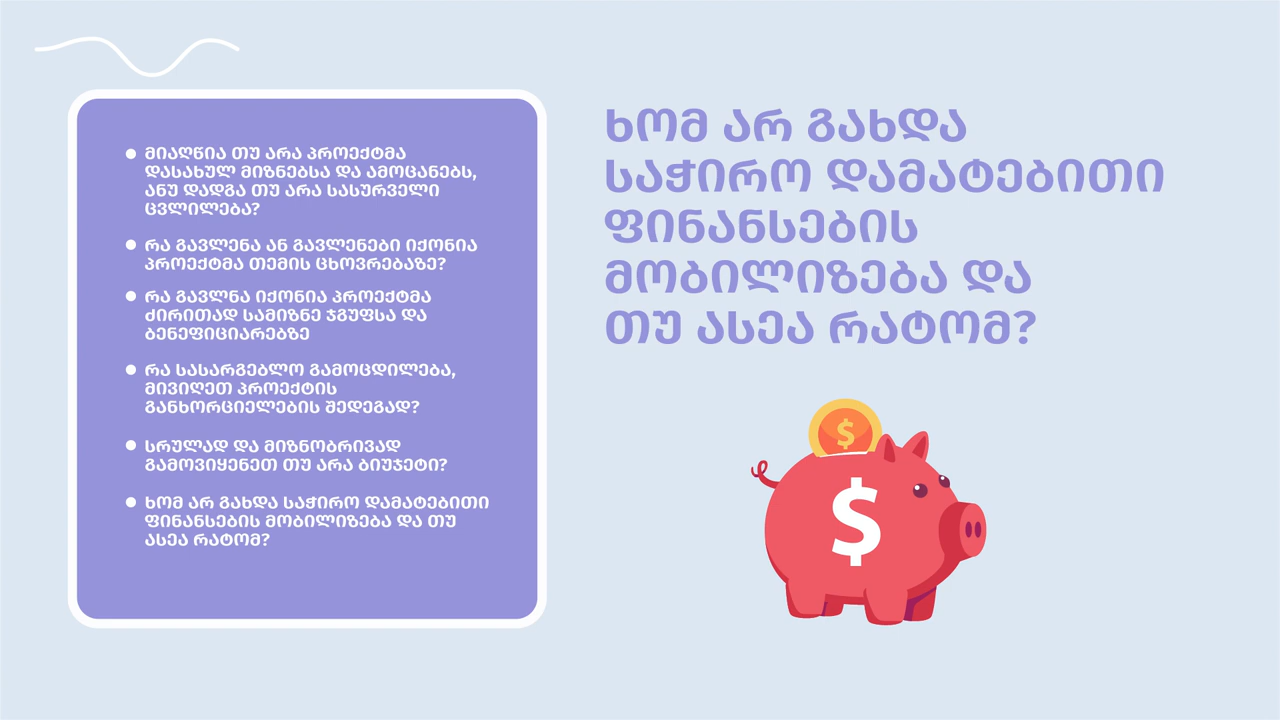 მიაღწია თუ არა პროექტმა
დასახულ მიზნებსა და ამოცანებს,
ანუ დადგა თუ არა სასურველი
ცვლილება?
რა გავლენა ან გავლენები იქონია
პროექტმა თემის ცხოვრებაზე?
რა გავლნა იქონია პროექტმა
ძირითად სამიზნე ჯგუფსა და
ბენეფიციარებზე
რა სასარგებლო გამოცდილება,
მივიღეთ პროექტის
განხორციელების შედეგად?
სრულად და მიზნობრივად
გამოვიყენეთ თუ არა ბიუჯეტი?
ხომ არ გახდა საჭირო დამატებითი
ფინანსების მობილიზება და თუ
ასეა რატომ?
ხომ არ გახდა
საჭირო დამატებითი
ფინანსების
მობილიზება და
თუ ასეა რატომ?
$
$